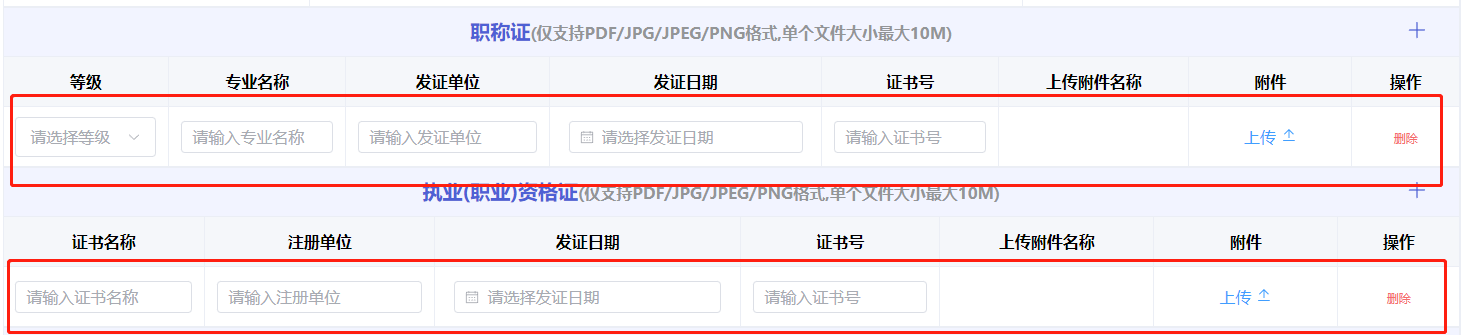 职称证(仅支持PDF/JPG/JPEG/PNG格式,单个文件大小最大10M)
等级 专业名称 发证单位 发证日期 证书号 上传附件名称 附件 操作
请选择等级 请输入专业名称 请输入发证单位 请选择发证日期 请输入证书号 上传 删除
执业(职业)资格证(仅支持PDF/JPG/JPEG/PNG格式,单个文件大小最大10M)
证书名称 注册单位 发证日期 证书号 上传附件名称 附件 操作
请输入证书名称 请输入注册单位 请选择发证日期 请输入证书号 上传 删除